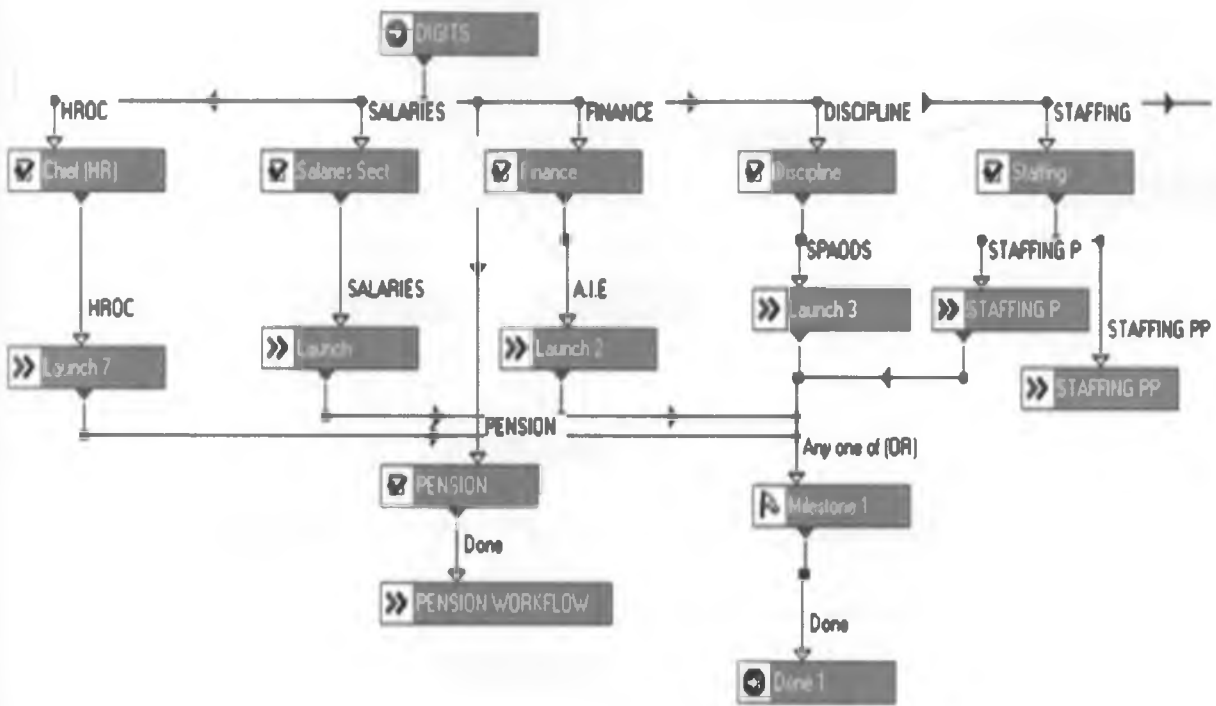 DIGITS
HROC
SALARIES
FINANCE
DISCIPLINE
STAFFING
Chief (HR)
Salaries Sect
Finance
Discipline
Staffing
SPAODS
STAFFING P
SALARIES
A.I.E
HROC
Launch 3
STAFFING P
STAFFING PP
Launch 7
Launch
Launch 2
STAFFING PP
PENSION
Any one of (OR)
PENSION
Milestone 1
Done
PENSION WORKFLOW
Done
Done 1